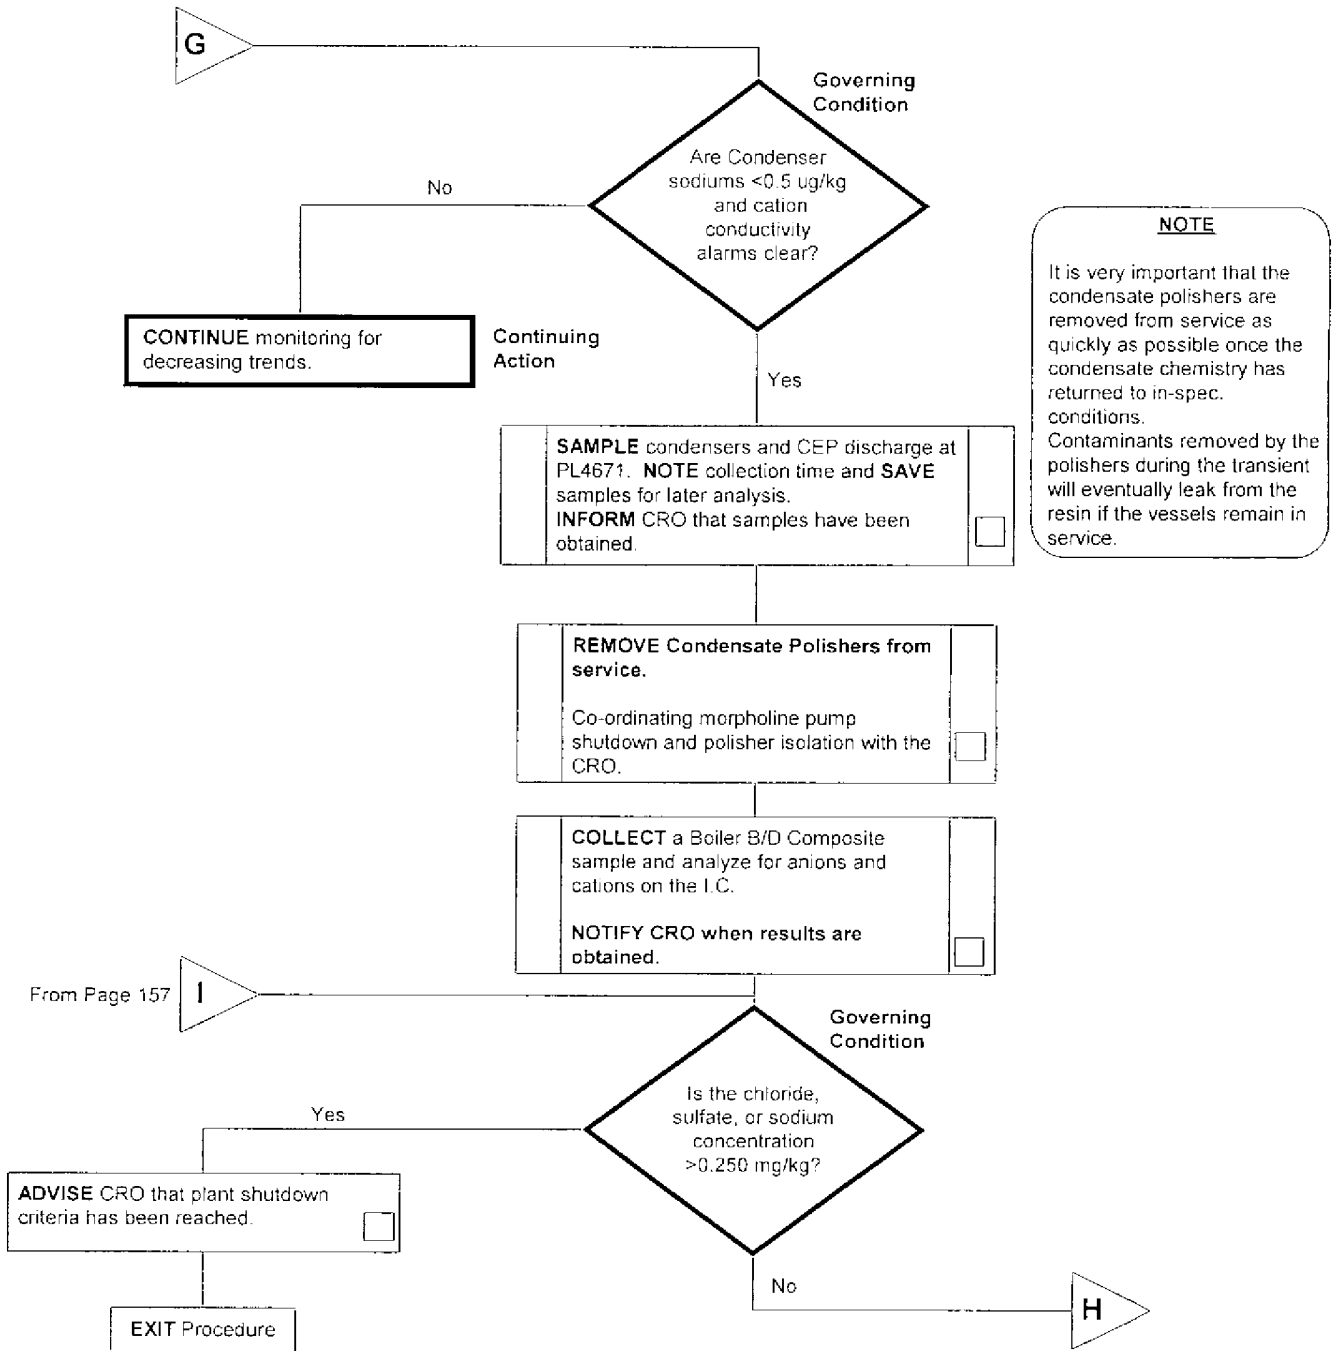 G
Governing
Condition
Are Condenser
sodiums <0.5 ug/kg
and cation
conductivity
alarms clear?
No
NOTE
It is very important that the
condensate polishers are
removed from service as
quickly as possible once the
condensate chemistry has
returned to in-spec.
conditions.
Contaminants removed by the
polishers during the transient
will eventually leak from the
resin if the vessels remain in
service.
CONTINUE monitoring for
decreasing trends.
Continuing
Action
Yes
SAMPLE condensers and CEP discharge at
PL4671. NOTE collection time and SAVE
samples for later analysis.
INFORM CRO that samples have been
obtained.
REMOVE Condensate Polishers from
service.
Co-ordinating morpholine pump
shutdown and polisher isolation with the
CRO.
COLLECT a Boiler B/D Composite
sample and analyze for anions and
cations on the I.C.
NOTIFY CRO when results are
obtained.
From Page 157
I
Governing
Condition
Is the chloride,
sulfate, or sodium
concentration
>0.250 mg/kg?
Yes
ADVISE CRO that plant shutdown
criteria has been reached.
No
H
EXIT Procedure